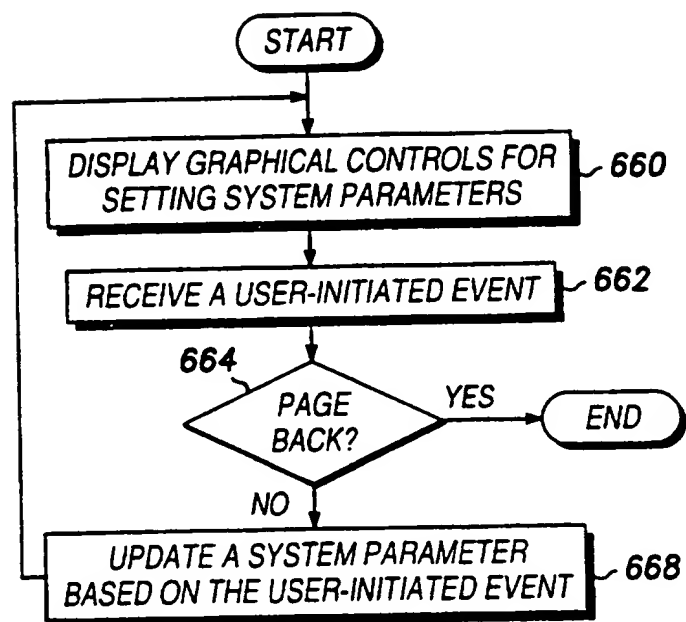 START
DISPLAY GRAPHICAL CONTROLS FOR
SETTING SYSTEM PARAMETERS
660
RECEIVE A USER-INITIATED EVENT
662
664
PAGE
BACK?
YES
END
NO
UPDATE A SYSTEM PARAMETER
BASED ON THE USER-INITIATED EVENT
668